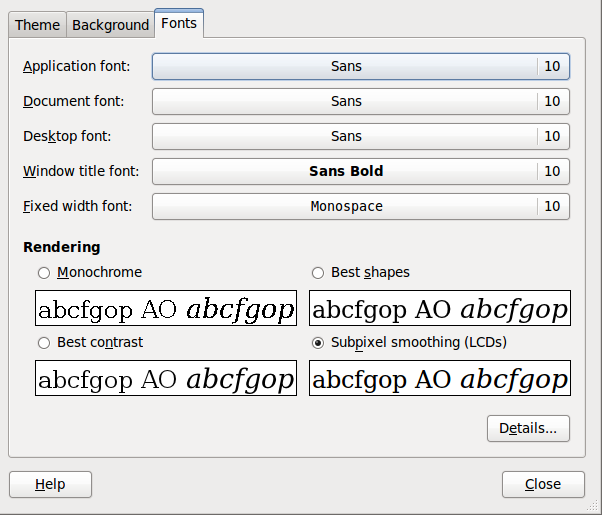 Theme Background Fonts
Application font: Sans 10
Document font: Sans 10
Desktop font: Sans 10
Window title font: Sans Bold 10
Fixed width font: Monospace 10
Rendering
Monochrome Best shapes
abcfgop AO abcfgop abcfgop AO abcfgop
Best contrast Subpixel smoothing (LCDs)
abcfgop AO abcfgop abcfgop AO abcfgop
Details...
Help Close